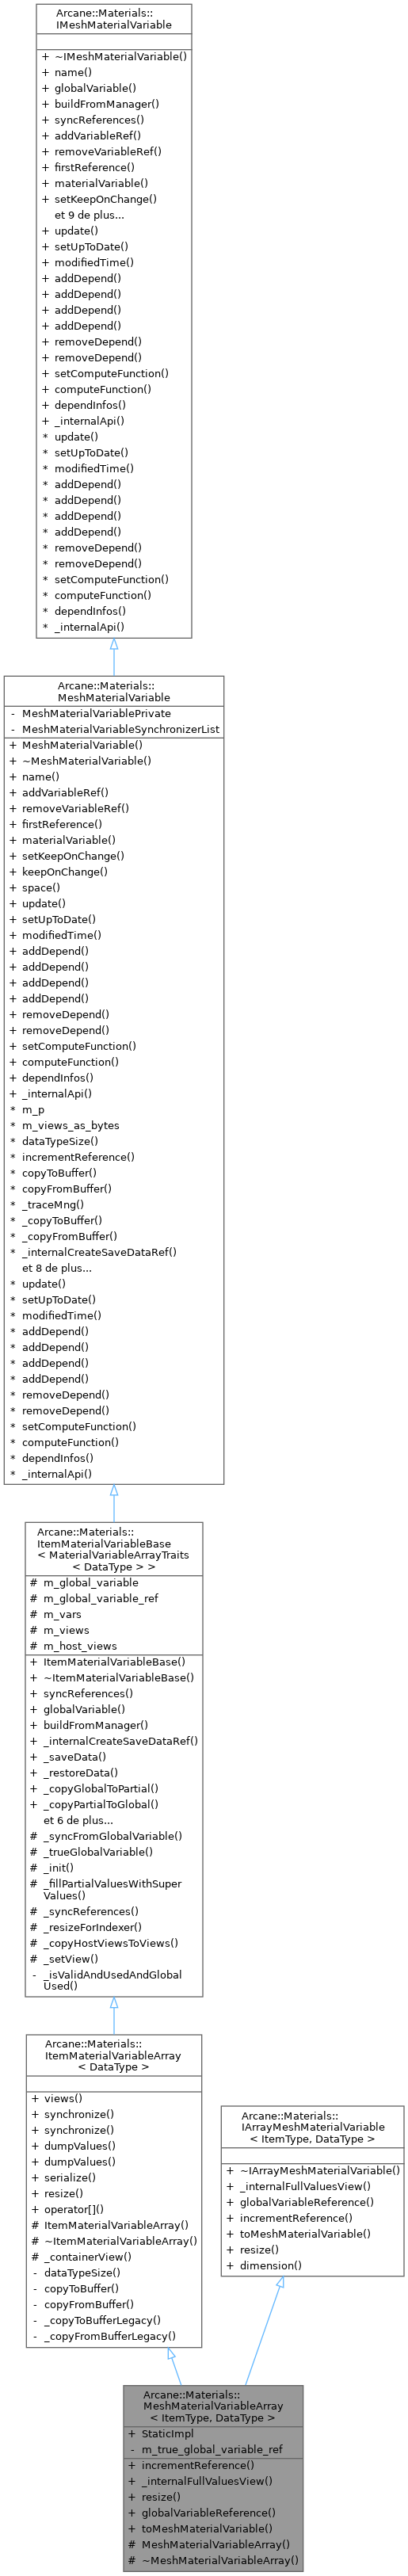 Arcane::Materials::
IMeshMaterialVariable
+ ~IMeshMaterialVariable()
+ name()
+ globalVariable()
+ buildFromManager()
+ syncReferences()
+ addVariableRef()
+ removeVariableRef()
+ firstReference()
+ materialVariable()
+ setKeepOnChange()
et 9 de plus...
+ update()
+ setUpToDate()
+ modifiedTime()
+ addDepend()
+ addDepend()
+ addDepend()
+ addDepend()
+ removeDepend()
+ removeDepend()
+ setComputeFunction()
+ computeFunction()
+ dependInfos()
+ _internalApi()
* update()
* setUpToDate()
* modifiedTime()
* addDepend()
* addDepend()
* addDepend()
* addDepend()
* removeDepend()
* removeDepend()
* setComputeFunction()
* computeFunction()
* dependInfos()
* _internalApi()
Arcane::Materials::
MeshMaterialVariable
- MeshMaterialVariablePrivate
- MeshMaterialVariableSynchronizerList
+ MeshMaterialVariable()
+ ~MeshMaterialVariable()
+ name()
+ addVariableRef()
+ removeVariableRef()
+ firstReference()
+ materialVariable()
+ setKeepOnChange()
+ keepOnChange()
+ space()
+ update()
+ setUpToDate()
+ modifiedTime()
+ addDepend()
+ addDepend()
+ addDepend()
+ addDepend()
+ removeDepend()
+ removeDepend()
+ setComputeFunction()
+ computeFunction()
+ dependInfos()
+ _internalApi()
* m_p
* m_views_as_bytes
* dataTypeSize()
* incrementReference()
* copyToBuffer()
* copyFromBuffer()
* _traceMng()
* _copyToBuffer()
* _copyFromBuffer()
* _internalCreateSaveDataRef()
et 8 de plus...
* update()
* setUpToDate()
* modifiedTime()
* addDepend()
* addDepend()
* addDepend()
* addDepend()
* removeDepend()
* removeDepend()
* setComputeFunction()
* computeFunction()
* dependInfos()
* _internalApi()
Arcane::Materials::
ItemMaterialVariableBase
< MaterialVariableArrayTraits
< DataType > >
# m_global_variable
# m_global_variable_ref
# m_vars
# m_views
# m_host_views
+ ItemMaterialVariableBase()
+ ~ItemMaterialVariableBase()
+ syncReferences()
+ globalVariable()
+ buildFromManager()
+ _internalCreateSaveDataRef()
+ _saveData()
+ _restoreData()
+ _copyGlobalToPartial()
+ _copyPartialToGlobal()
et 6 de plus...
# _syncFromGlobalVariable()
# _trueGlobalVariable()
# _init()
# _fillPartialValuesWithSuper
Values()
# _syncReferences()
# _resizeForIndexer()
# _copyHostViewsToViews()
# _setView()
- _isValidAndUsedAndGlobal
Used()
Arcane::Materials::
ItemMaterialVariableArray
< DataType >
+ views()
+ synchronize()
+ synchronize()
+ dumpValues()
+ dumpValues()
+ serialize()
+ resize()
+ operator[]()
# ItemMaterialVariableArray()
# ~ItemMaterialVariableArray()
# _containerView()
- dataTypeSize()
- copyToBuffer()
- copyFromBuffer()
- _copyToBufferLegacy()
- _copyFromBufferLegacy()
Arcane::Materials::
IArrayMeshMaterialVariable
< ItemType, DataType >
+ ~IArrayMeshMaterialVariable()
+ _internalFullValuesView()
+ globalVariableReference()
+ incrementReference()
+ toMeshMaterialVariable()
+ resize()
+ dimension()
Arcane::Materials::
MeshMaterialVariableArray
< ItemType, DataType >
+ StaticImpl
- m_true_global_variable_ref
+ incrementReference()
+ _internalFullValuesView()
+ resize()
+ globalVariableReference()
+ toMeshMaterialVariable()
# MeshMaterialVariableArray()
# ~MeshMaterialVariableArray()